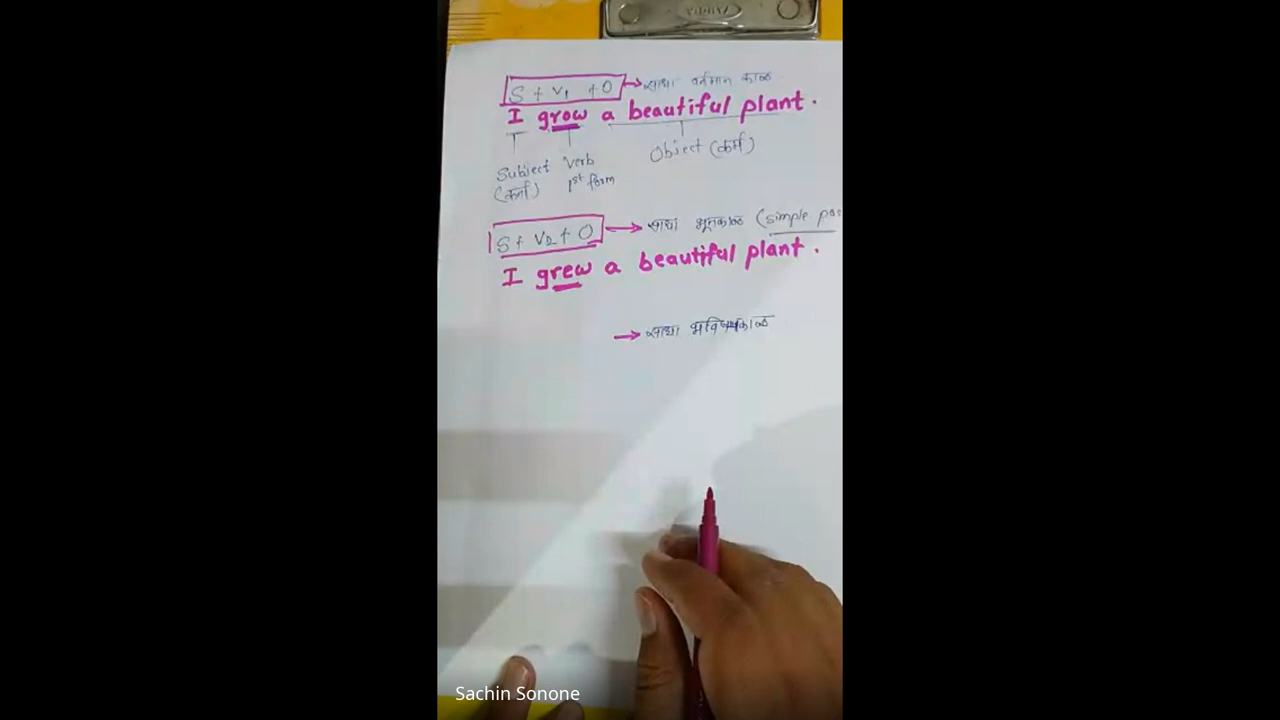 S + V1 + O → साधा वर्तमान काळ
I grow a beautiful plant.
Subject Verb Object (कर्म)
(कर्ता) 1st form
S + V2 + O → साधा भूतकाळ (simple pas
I grew a beautiful plant.
→ साधा भविष्यकाळ
Sachin Sonone